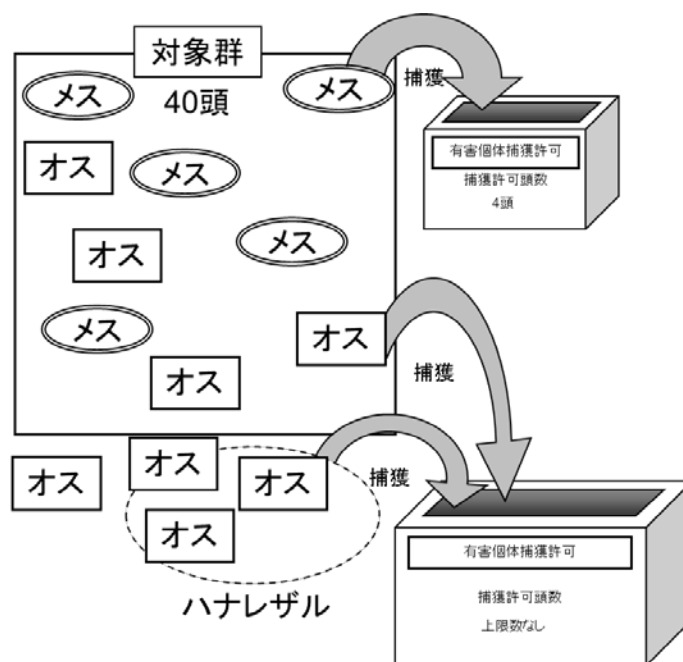 対象群
40頭
メス
メス
捕獲
有害個体捕獲許可
捕獲許可頭数
4頭
オス
メス
オス
メス
メス
オス
オス
捕獲
オス
オス
オス
オス
捕獲
ハナレザル
有害個体捕獲許可
捕獲許可頭数
上限数なし